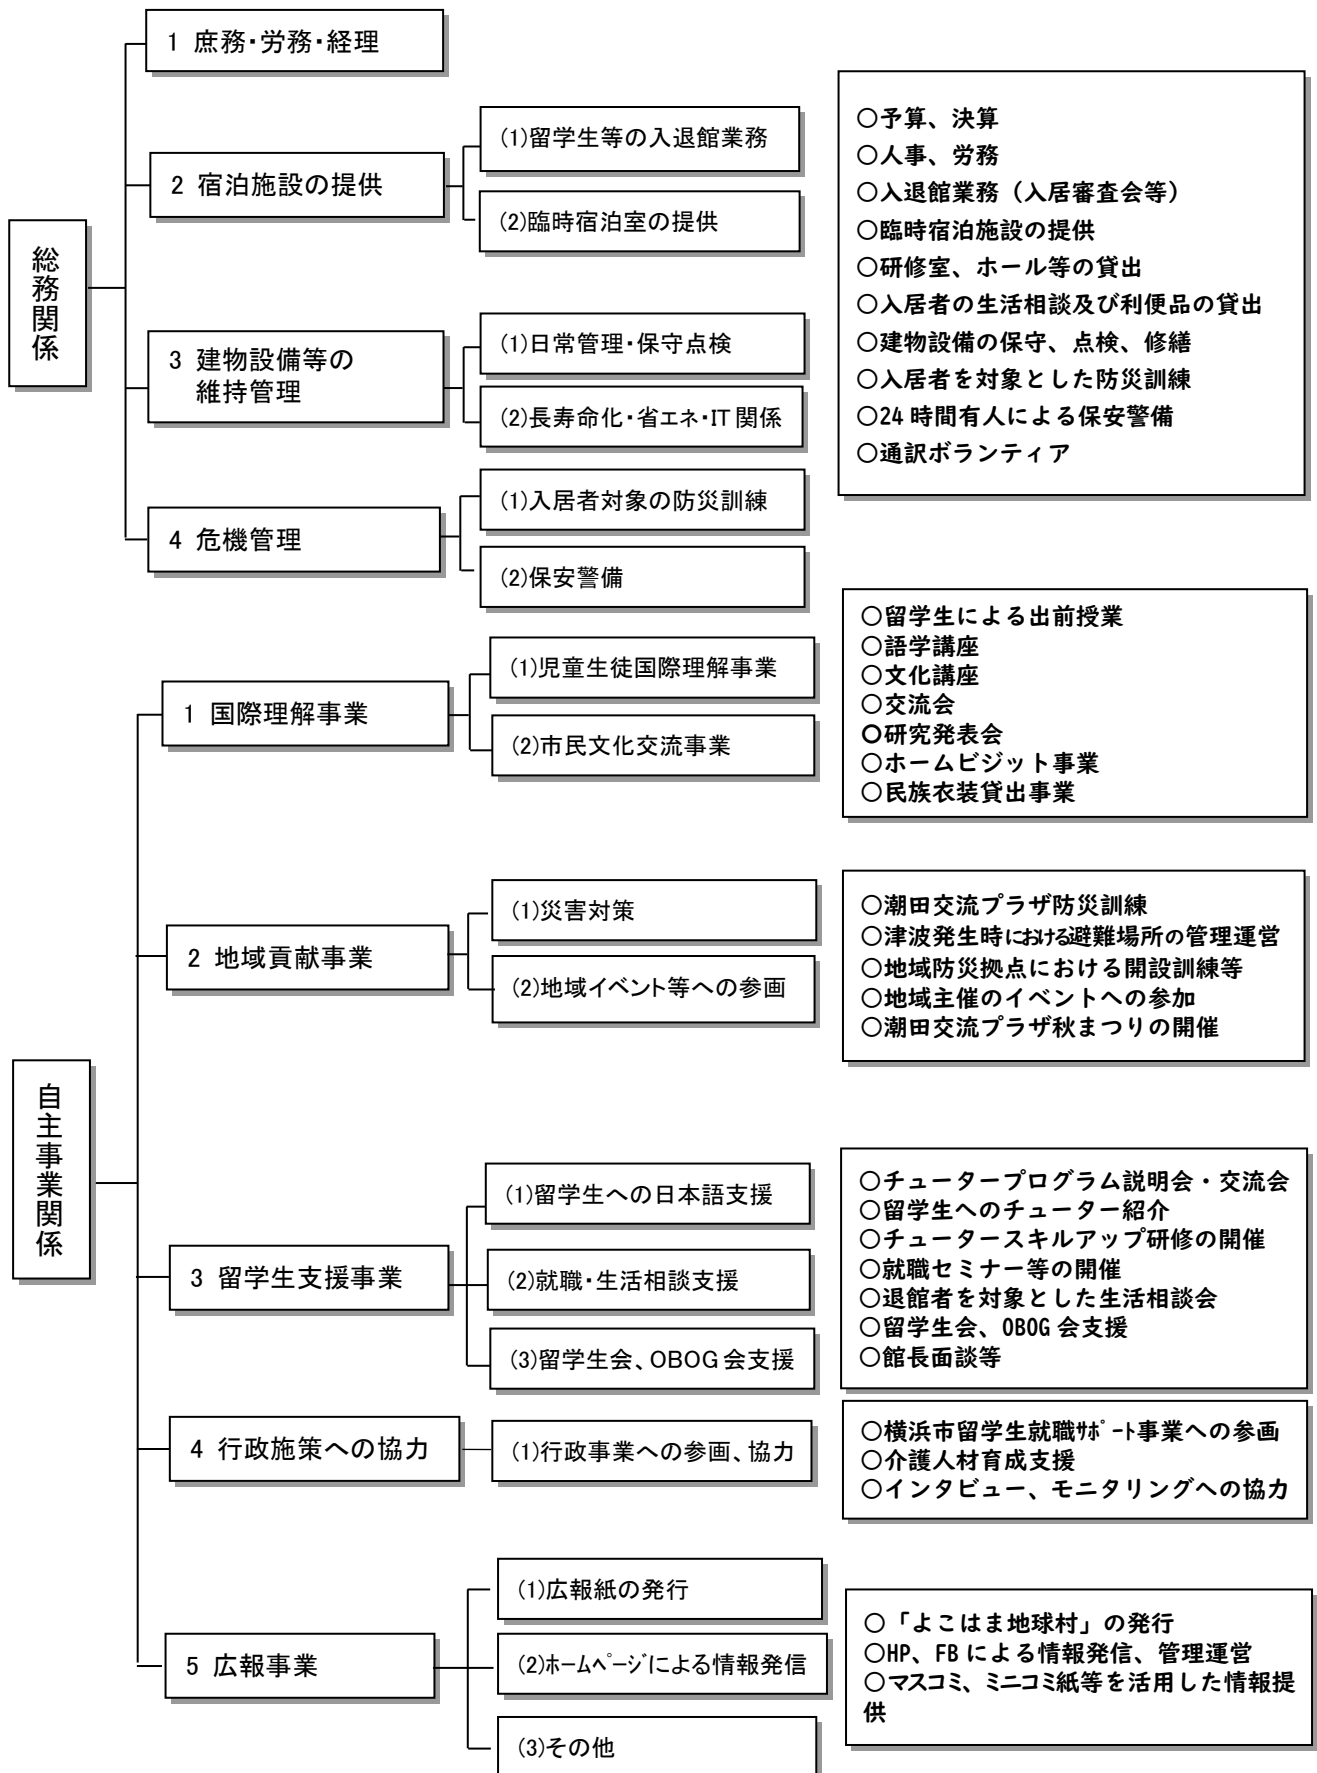 総務関係
1 庶務・労務・経理
2 宿泊施設の提供
(1)留学生等の入退館業務
(2)臨時宿泊室の提供
3 建物設備等の
維持管理
(1)日常管理・保守点検
(2)長寿命化・省エネ・IT関係
4 危機管理
(1)入居者対象の防災訓練
(2)保安警備
○予算、決算
○人事、労務
○入退館業務（入居審査会等）
○臨時宿泊施設の提供
○研修室、ホール等の貸出
○入居者の生活相談及び利便品の貸出
○建物設備の保守、点検、修繕
○入居者を対象とした防災訓練
○24時間有人による保安警備
○通訳ボランティア
自主事業関係
1 国際理解事業
(1)児童生徒国際理解事業
(2)市民文化交流事業
○留学生による出前授業
○語学講座
○文化講座
○交流会
○研究発表会
○ホームビジット事業
○民族衣装貸出事業
2 地域貢献事業
(1)災害対策
(2)地域イベント等への参画
○潮田交流プラザ防災訓練
○津波発生時における避難場所の管理運営
○地域防災拠点における開設訓練等
○地域主催のイベントへの参加
○潮田交流プラザ秋まつりの開催
3 留学生支援事業
(1)留学生への日本語支援
(2)就職・生活相談支援
(3)留学生会、OBOG会支援
○チュータープログラム説明会・交流会
○留学生へのチューター紹介
○チュータースキルアップ研修の開催
○就職セミナー等の開催
○退館者を対象とした生活相談会
○留学生会、OBOG会支援
○館長面談等
4 行政施策への協力
(1)行政事業への参画、協力
○横浜市留学生就職ｻﾎﾟｰﾄ事業への参画
○介護人材育成支援
○インタビュー、モニタリングへの協力
5 広報事業
(1)広報紙の発行
(2)ﾎｰﾑﾍﾟｰｼﾞによる情報発信
(3)その他
○「よこはま地球村」の発行
○HP、FBによる情報発信、管理運営
○マスコミ、ミニコミ紙等を活用した情報提
供